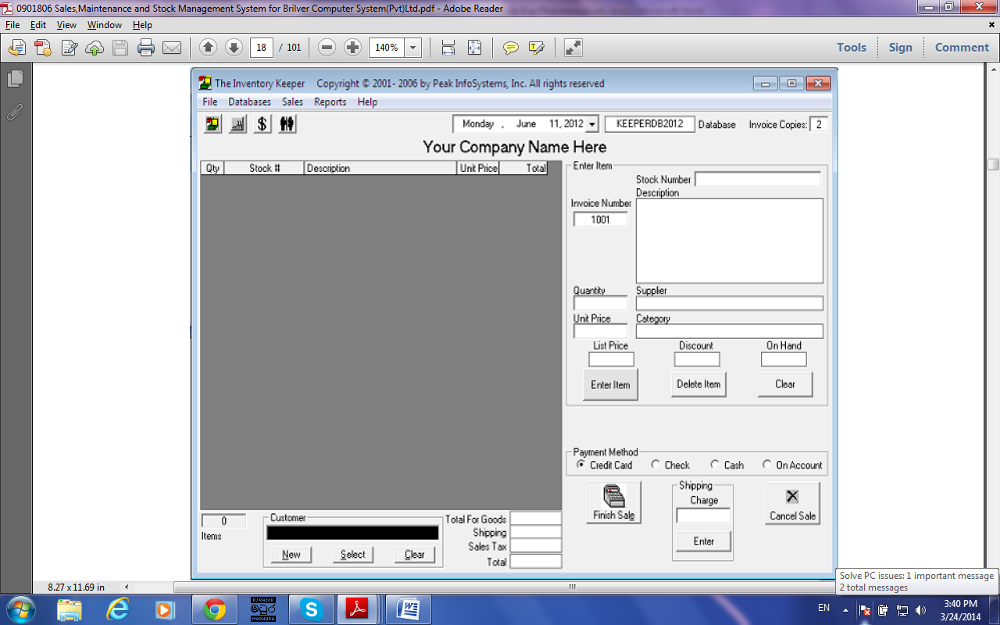 0901806 Sales,Maintenance and Stock Management System for Brilver Computer System(Pvt)Ltd.pdf - Adobe Reader
File Edit View Window Help
18 / 101 140% Tools Sign Comment
The Inventory Keeper Copyright © 2001- 2006 by Peak InfoSystems, Inc. All rights reserved
File Databases Sales Reports Help
$ Monday , June 11, 2012 KEEPERDB2012 Database Invoice Copies: 2
Your Company Name Here
Qty Stock # Description Unit Price Total
Enter Item
Stock Number
Description
Invoice Number
1001
Quantity Supplier
Unit Price Category
List Price Discount On Hand
Enter Item Delete Item Clear
Payment Method
Credit Card Check Cash On Account
Shipping
Charge
Finish Sale Cancel Sale
Enter
0
Items
Customer
New Select Clear
Total For Goods
Shipping
Sales Tax
Total
8.27 x 11.69 in
Solve PC issues: 1 important message
2 total messages
DJ RAZOR
MADHURA
EN 3:40 PM
3/24/2014